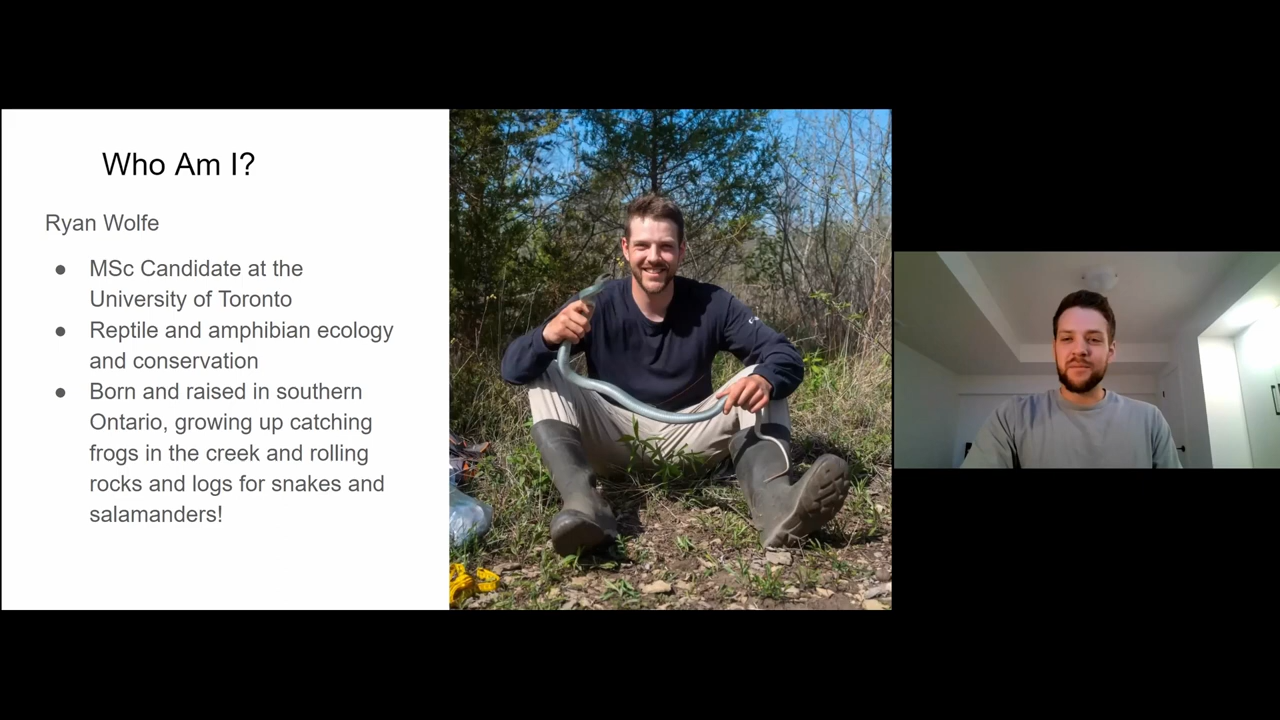 Who Am I?
Ryan Wolfe
● MSc Candidate at the
University of Toronto
● Reptile and amphibian ecology
and conservation
● Born and raised in southern
Ontario, growing up catching
frogs in the creek and rolling
rocks and logs for snakes and
salamanders!